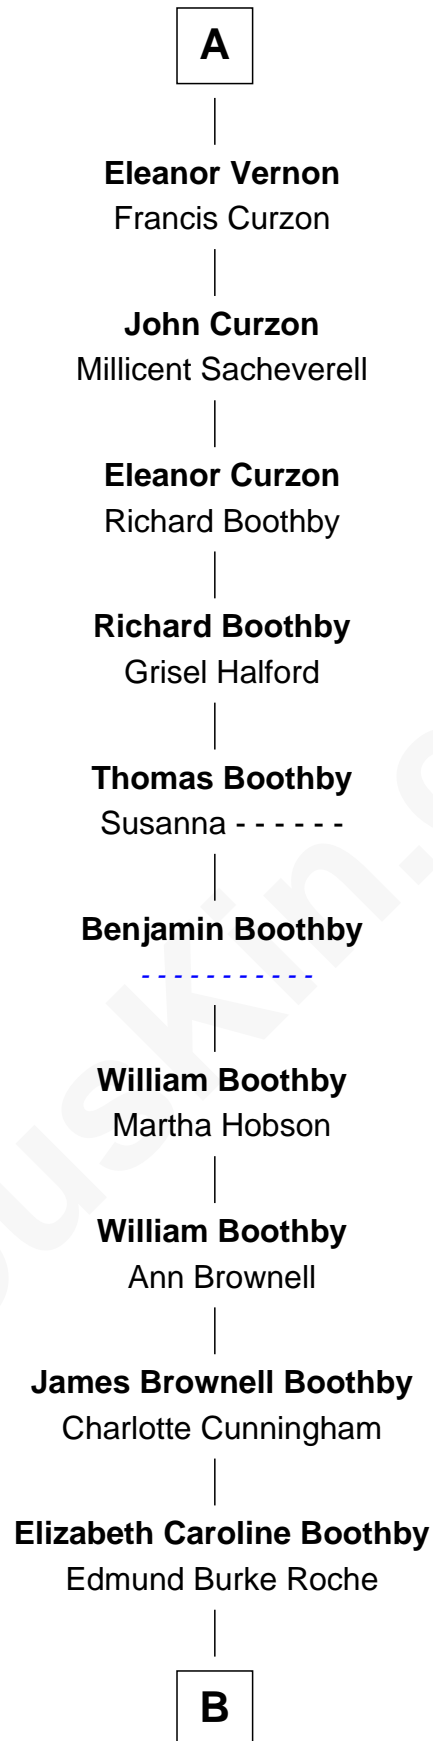 A
Eleanor Vernon
Francis Curzon
John Curzon
Millicent Sacheverell
Eleanor Curzon
Richard Boothby
Richard Boothby
Grisel Halford
Thomas Boothby
Susanna - - - - - -
Benjamin Boothby
- - - - - - - - - - -
William Boothby
Martha Hobson
William Boothby
Ann Brownell
James Brownell Boothby
Charlotte Cunningham
Elizabeth Caroline Boothby
Edmund Burke Roche
B